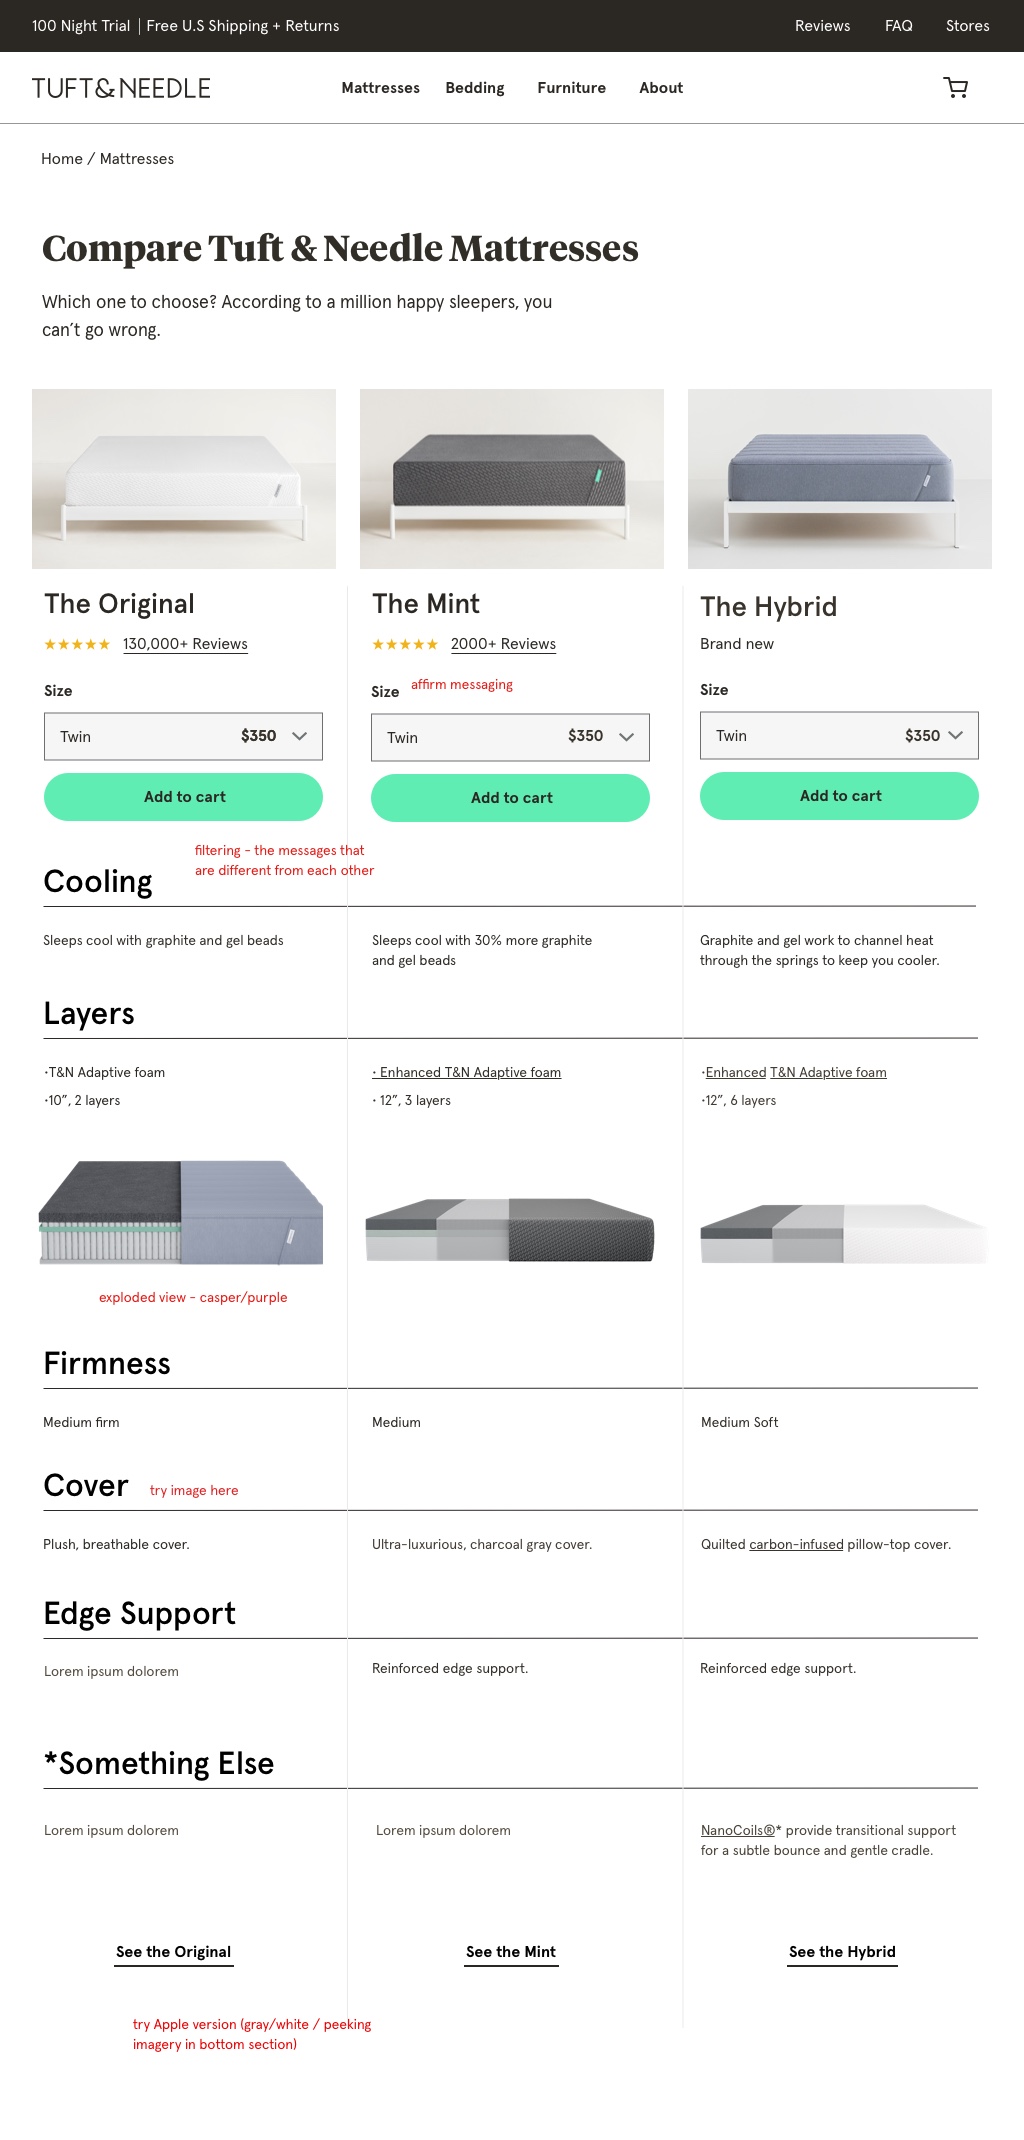 100 Night Trial | Free U.S Shipping + Returns
Reviews FAQ Stores
TUFT&NEEDLE
Mattresses Bedding Furniture About
Home / Mattresses
Compare Tuft & Needle Mattresses
Which one to choose? According to a million happy sleepers, you
can’t go wrong.
The Original
The Mint
The Hybrid
★★★★★ 130,000+ Reviews
★★★★★ 2000+ Reviews
Brand new
Size
Size affirm messaging
Size
Twin $350
Twin $350
Twin $350
Add to cart
Add to cart
Add to cart
filtering - the messages that
are different from each other
Cooling
Sleeps cool with graphite and gel beads
Sleeps cool with 30% more graphite
and gel beads
Graphite and gel work to channel heat
through the springs to keep you cooler.
Layers
·T&N Adaptive foam
·10”, 2 layers
· Enhanced T&N Adaptive foam
· 12”, 3 layers
·Enhanced T&N Adaptive foam
·12”, 6 layers
exploded view - casper/purple
Firmness
Medium firm
Medium
Medium Soft
Cover try image here
Plush, breathable cover.
Ultra-luxurious, charcoal gray cover.
Quilted carbon-infused pillow-top cover.
Edge Support
Lorem ipsum dolorem
Reinforced edge support.
Reinforced edge support.
*Something Else
Lorem ipsum dolorem
Lorem ipsum dolorem
NanoCoils®* provide transitional support
for a subtle bounce and gentle cradle.
See the Original
See the Mint
See the Hybrid
try Apple version (gray/white / peeking
imagery in bottom section)